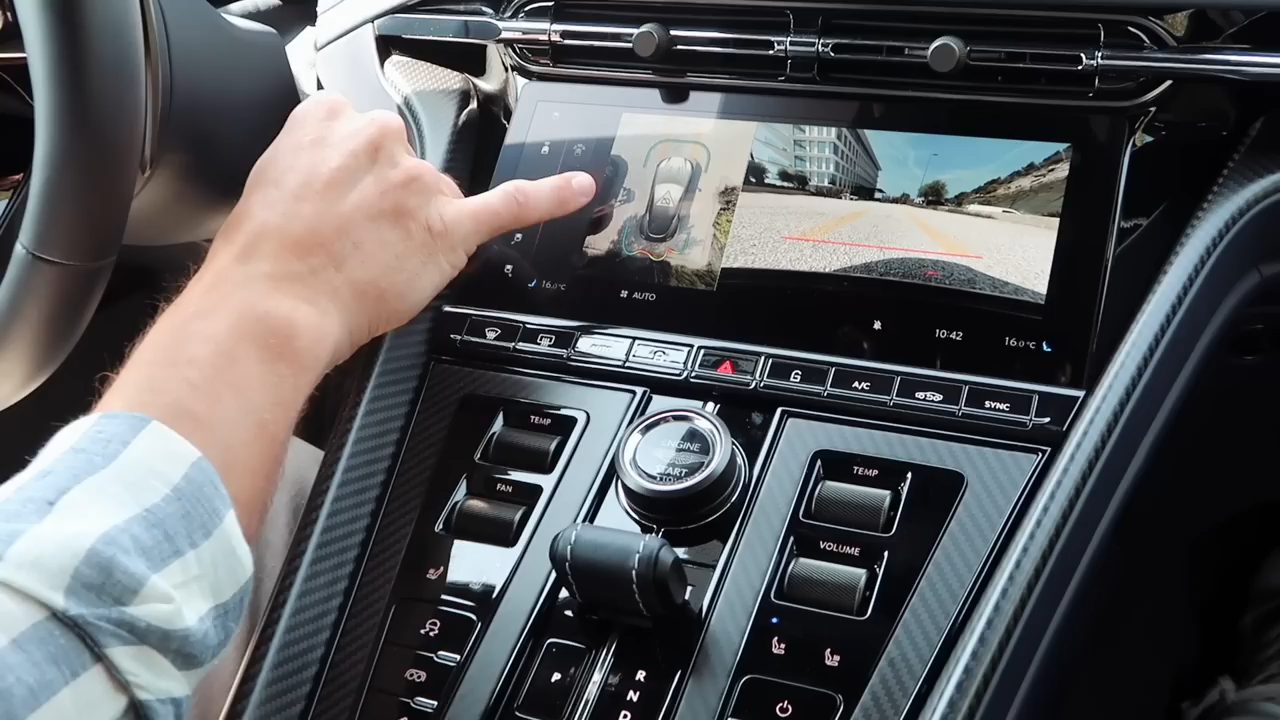 16.0°C
AUTO
10:42
16.0°C
G
A/C
SYNC
TEMP
FAN
ENGINE
START
TEMP
VOLUME
P
R
N
D